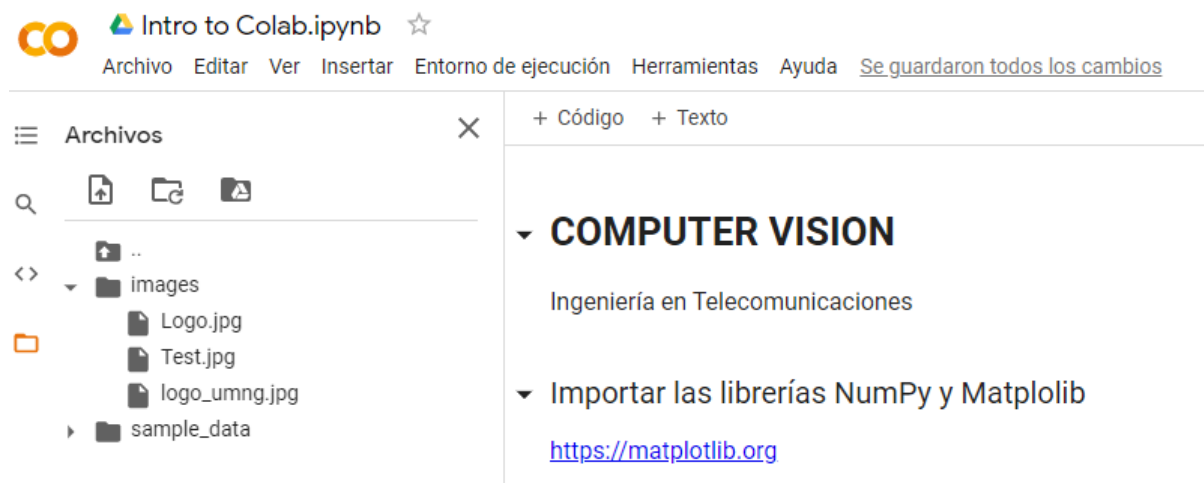 CO Intro to Colab.ipynb
Archivo Editar Ver Insertar Entorno de ejecución Herramientas Ayuda Se guardaron todos los cambios
Archivos
..
images
Logo.jpg
Test.jpg
logo_umng.jpg
sample_data
+ Código + Texto
COMPUTER VISION
Ingeniería en Telecomunicaciones
Importar las librerías NumPy y Matplolib
https://matplotlib.org